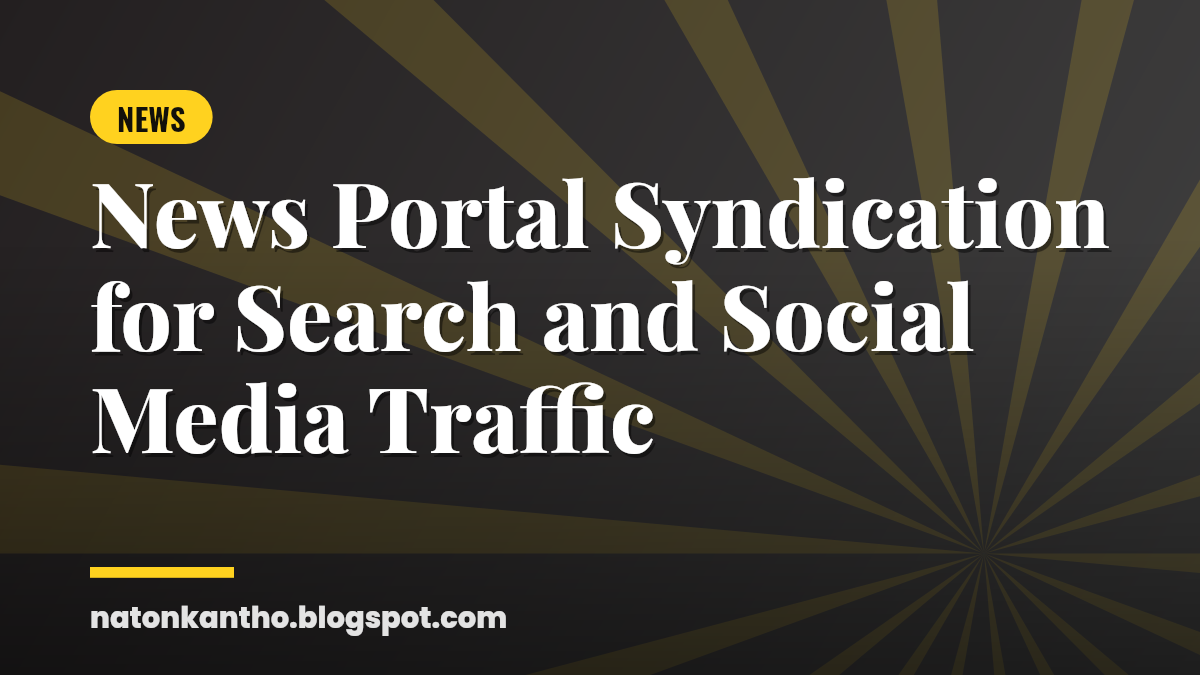 NEWS
News Portal Syndication
for Search and Social
Media Traffic
natonkantho.blogspot.com